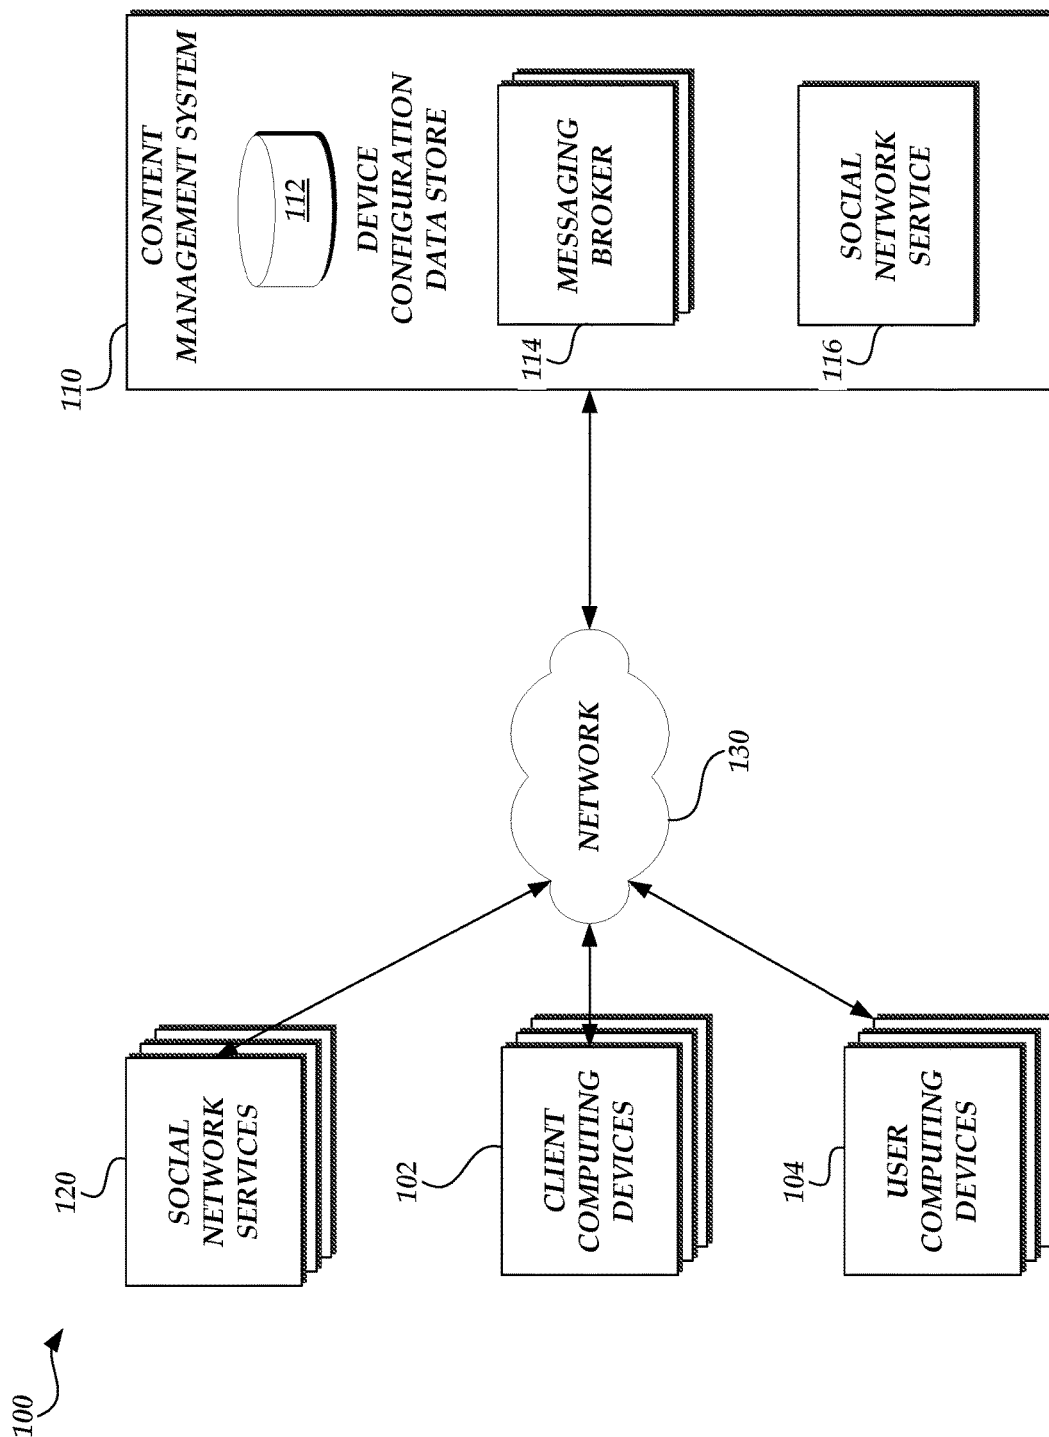 100
120
SOCIAL
NETWORK
SERVICES
102
CLIENT
COMPUTING
DEVICES
104
USER
COMPUTING
DEVICES
NETWORK
130
110
CONTENT
MANAGEMENT SYSTEM
112
DEVICE
CONFIGURATION
DATA STORE
114
MESSAGING
BROKER
116
SOCIAL
NETWORK
SERVICE